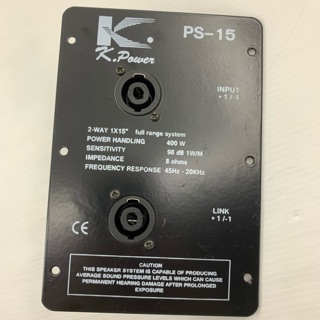 K.
K.Power
PS-15
INPUT
+1/-1
2-WAY 1X15" full range system
POWER HANDLING 400 W
SENSITIVITY 98 dB 1W/M
IMPEDANCE 8 ohms
FREQUENCY RESPONSE 45Hz - 20KHz
LINK
+1/-1
CE
CAUTION
THIS SPEAKER SYSTEM IS CAPABLE OF PRODUCING
AVERAGE SOUND PRESSURE LEVELS WHICH CAN CAUSE
PERMANENT HEARING DAMAGE AFTER PROLONGED
EXPOSURE